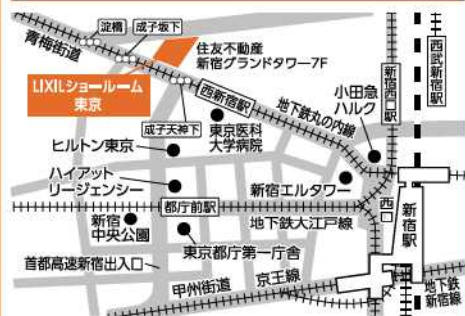 淀橋
成子坂下
青梅街道
住友不動産
新宿グランドタワー7F
LIXILショールーム
東京
成子天神下
西新宿駅
地下鉄丸の内線
小田急
ハルク
新宿西口駅
西武新宿駅
東京医科
大学病院
ヒルトン東京
ハイアット
リージェンシー
新宿エルタワー
都庁前駅
西口
新宿駅
新宿
中央公園
地下鉄大江戸線
東京都庁第一庁舎
首都高速新宿出入口
甲州街道
京王線
地下鉄
新宿線